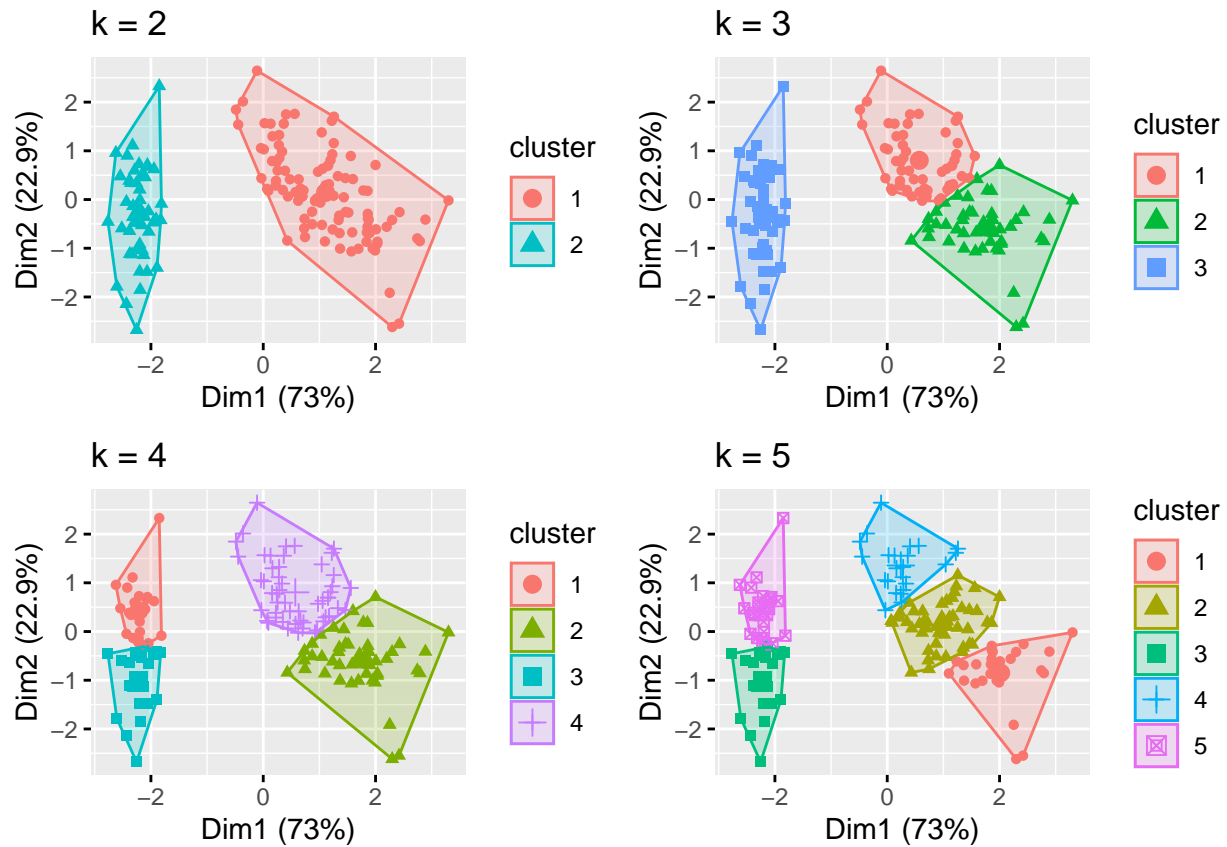 k = 2
2
1
0
−1
−2
Dim2 (22.9%)
−2
0
2
Dim1 (73%)
cluster
1
2
k = 3
2
1
0
−1
−2
Dim2 (22.9%)
−2
0
2
Dim1 (73%)
cluster
1
2
3
k = 4
2
1
0
−1
−2
Dim2 (22.9%)
−2
0
2
Dim1 (73%)
cluster
1
2
3
4
k = 5
2
1
0
−1
−2
Dim2 (22.9%)
−2
0
2
Dim1 (73%)
cluster
1
2
3
4
5